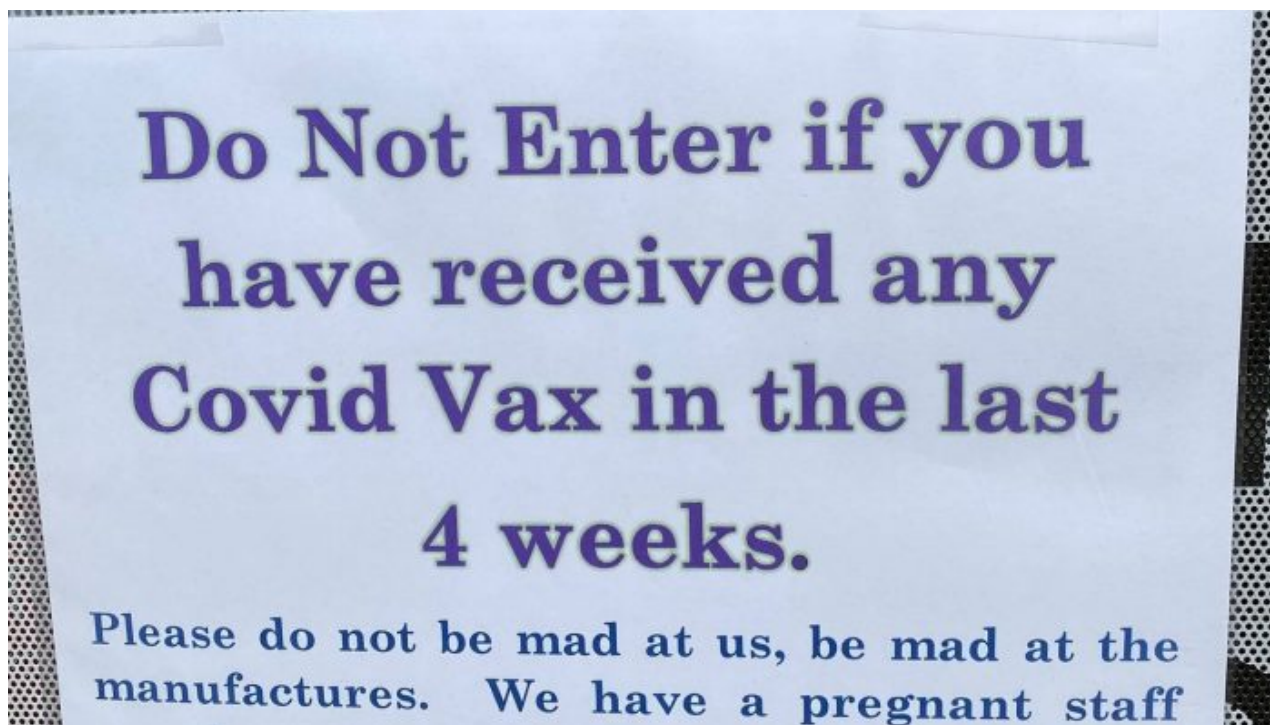 Do Not Enter if you
have received any
Covid Vax in the last
4 weeks.
Please do not be mad at us, be mad at the
manufactures. We have a pregnant staff